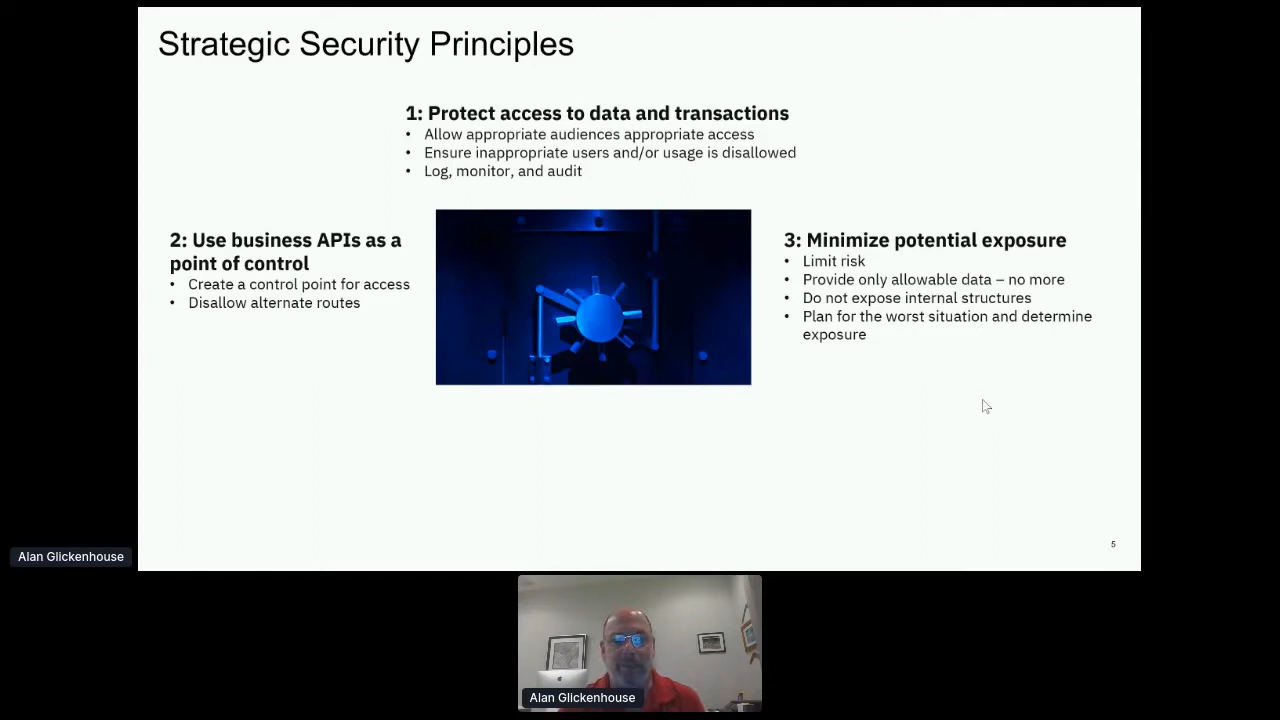 Strategic Security Principles
1: Protect access to data and transactions
• Allow appropriate audiences appropriate access
• Ensure inappropriate users and/or usage is disallowed
• Log, monitor, and audit
2: Use business APIs as a
point of control
• Create a control point for access
• Disallow alternate routes
3: Minimize potential exposure
• Limit risk
• Provide only allowable data – no more
• Do not expose internal structures
• Plan for the worst situation and determine
exposure
5
Alan Glickenhouse
Alan Glickenhouse